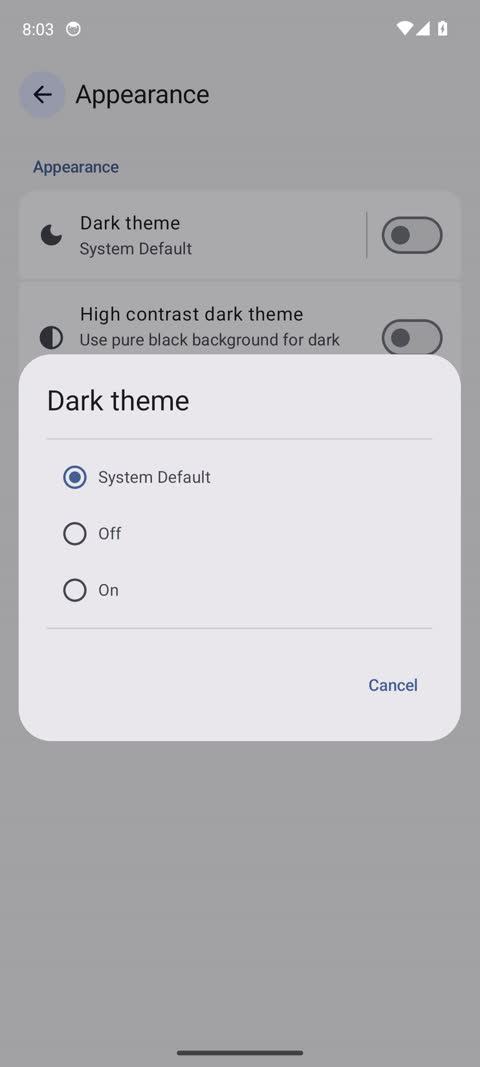 8:03
Appearance
Appearance
Dark theme
System Default
High contrast dark theme
Use pure black background for dark
Dark theme
System Default
Off
On
Cancel